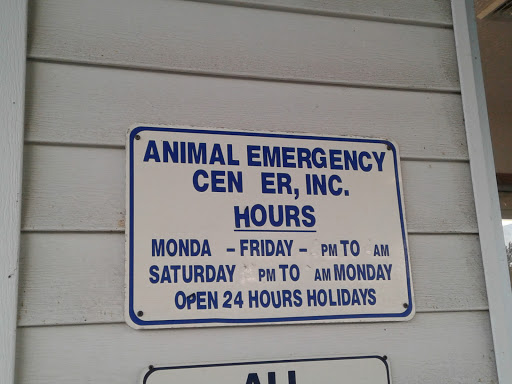 ANIMAL EMERGENCY
CEN ER, INC.
HOURS
MONDA – FRIDAY – PM TO AM
SATURDAY PM TO AM MONDAY
OPEN 24 HOURS HOLIDAYS
ALL